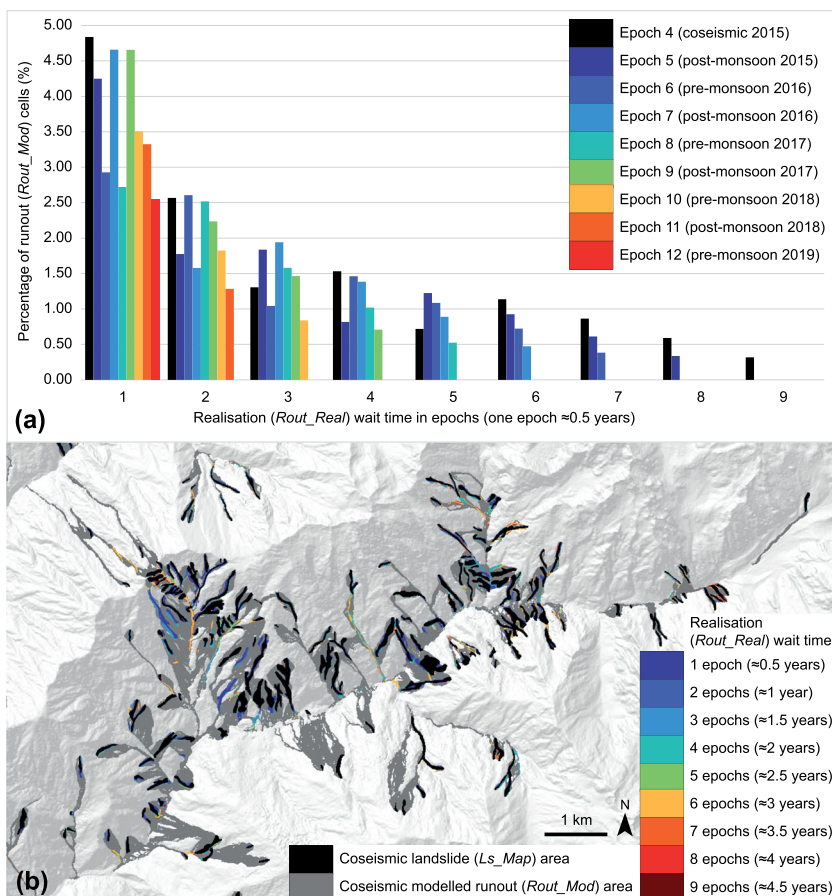 5.00
4.50
4.00
3.50
3.00
2.50
2.00
1.50
1.00
0.50
0.00
Percentage of runout (Rout_Mod) cells (%)
Epoch 4 (coseismic 2015)
Epoch 5 (post-monsoon 2015)
Epoch 6 (pre-monsoon 2016)
Epoch 7 (post-monsoon 2016)
Epoch 8 (pre-monsoon 2017)
Epoch 9 (post-monsoon 2017)
Epoch 10 (pre-monsoon 2018)
Epoch 11 (post-monsoon 2018)
Epoch 12 (pre-monsoon 2019)
1 2 3 4 5 6 7 8 9
Realisation (Rout_Real) wait time in epochs (one epoch ≈0.5 years)
(a)
Realisation
(Rout_Real) wait time
1 epoch (≈0.5 years)
2 epochs (≈1 year)
3 epochs (≈1.5 years)
4 epochs (≈2 years)
5 epochs (≈2.5 years)
6 epochs (≈3 years)
7 epochs (≈3.5 years)
8 epochs (≈4 years)
9 epochs (≈4.5 years)
1 km
N
Coseismic landslide (Ls_Map) area
Coseismic modelled runout (Rout_Mod) area
(b)